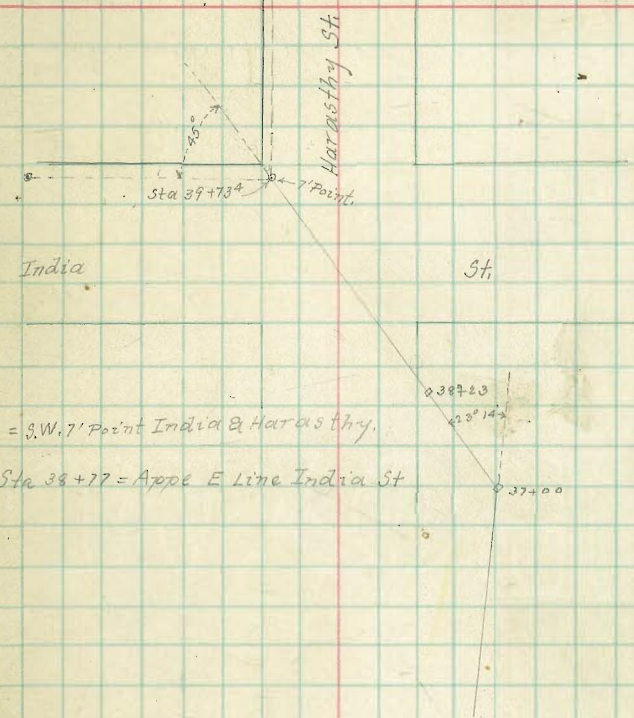 Harasthy St.
45°
Sta 39+73⁴
7' Point.
India
St.
38+23
23° 14'
= S.W. 7' Point India & Harasthy.
Sta 38+77 = Appx E Line India St
37+00